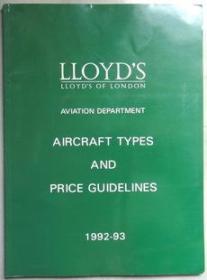 LLOYD'S
LLOYD'S OF LONDON
AVIATION DEPARTMENT
AIRCRAFT TYPES
AND
PRICE GUIDELINES
1992-93